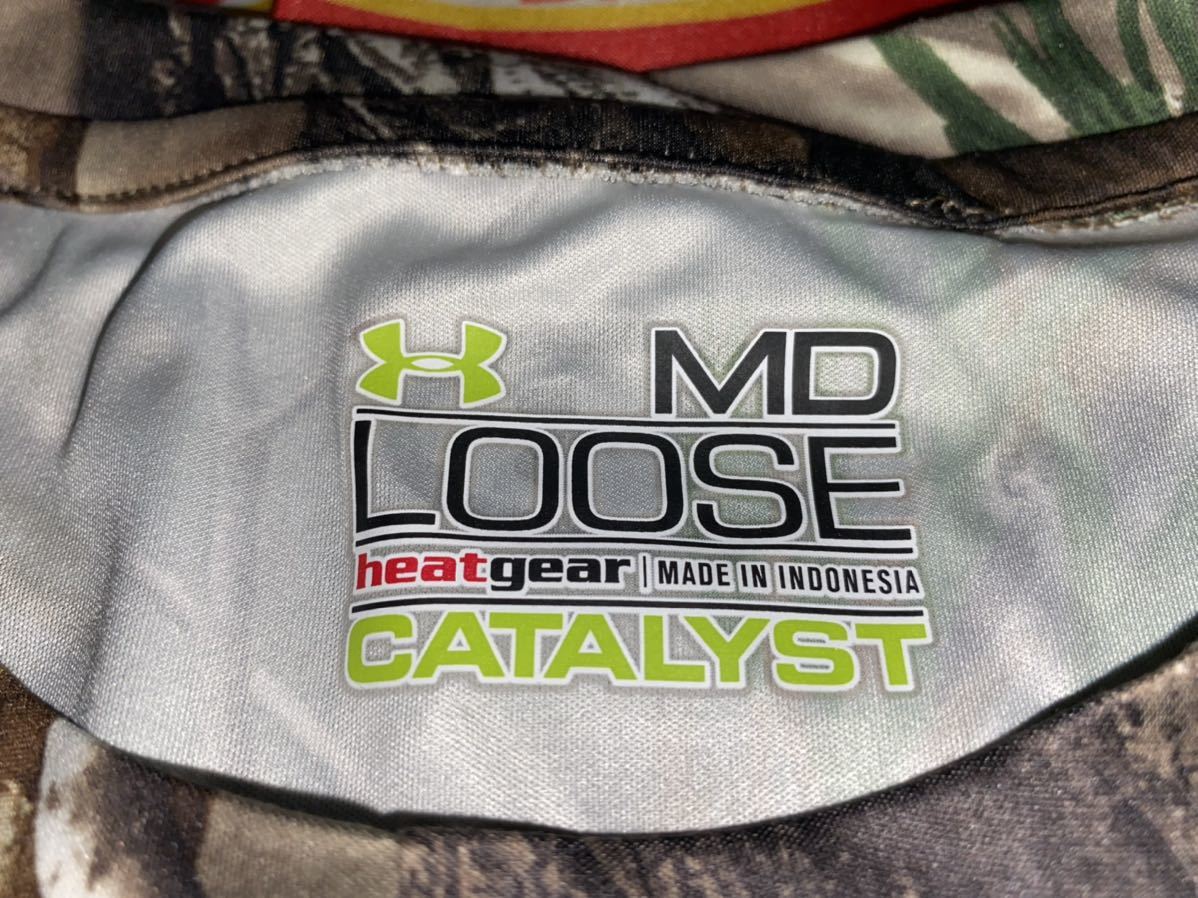 MD
LOOSE
heatgear | MADE IN INDONESIA
CATALYST